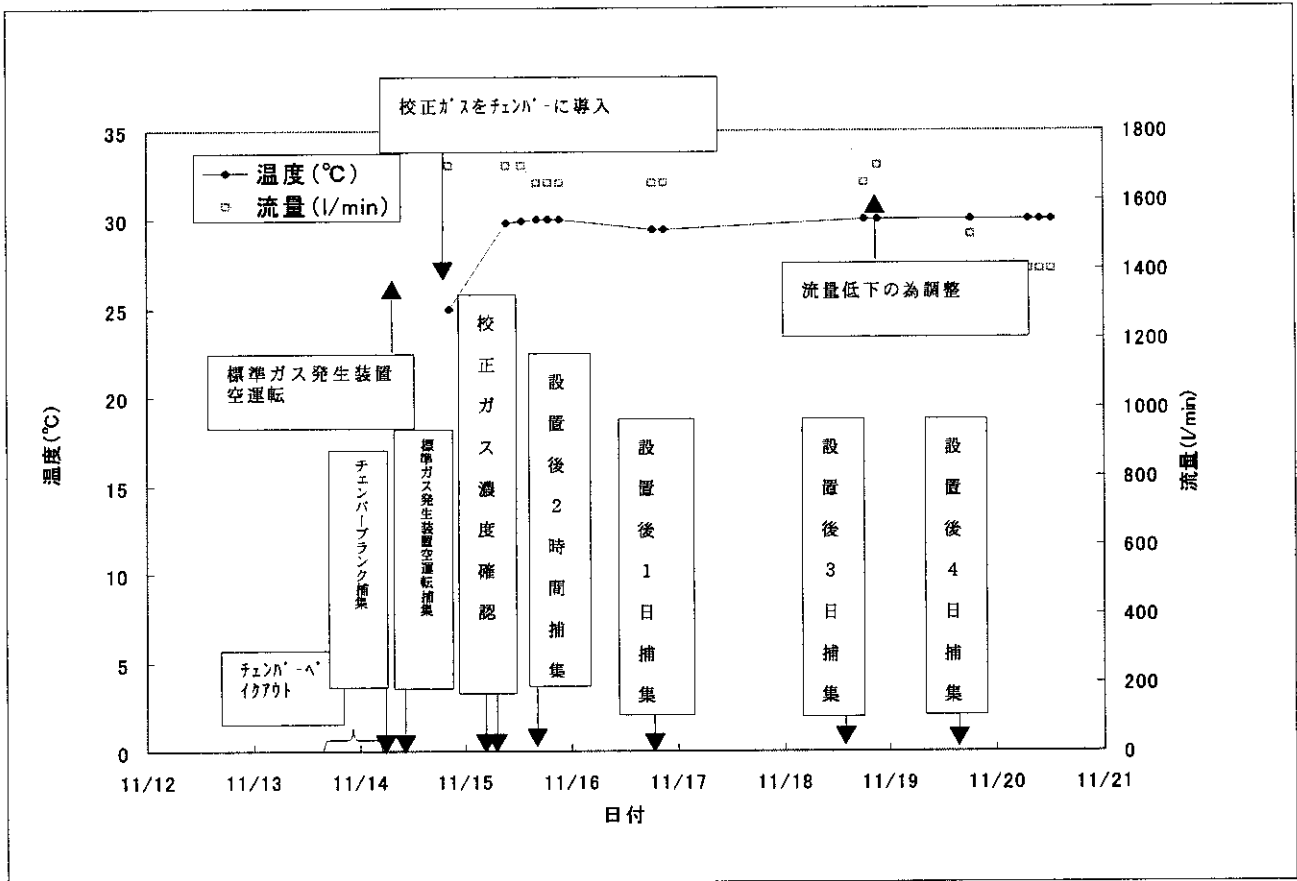 校正ガスをチェンバーに導入
35
30
25
20
15
10
5
0
温度(℃)
温度(℃)
流量(l/min)
1800
1600
1400
1200
1000
800
600
400
200
0
流量(l/min)
標準ガス発生装置
空運転
流量低下の為調整
チェンバーベ
イクアウト
チェンバーブランク捕集
標準ガス発生装置空運転捕集
校正ガス濃度確認
設置後2時間捕集
設置後1日捕集
設置後3日捕集
設置後4日捕集
11/12
11/13
11/14
11/15
11/16
11/17
11/18
11/19
11/20
11/21
日付